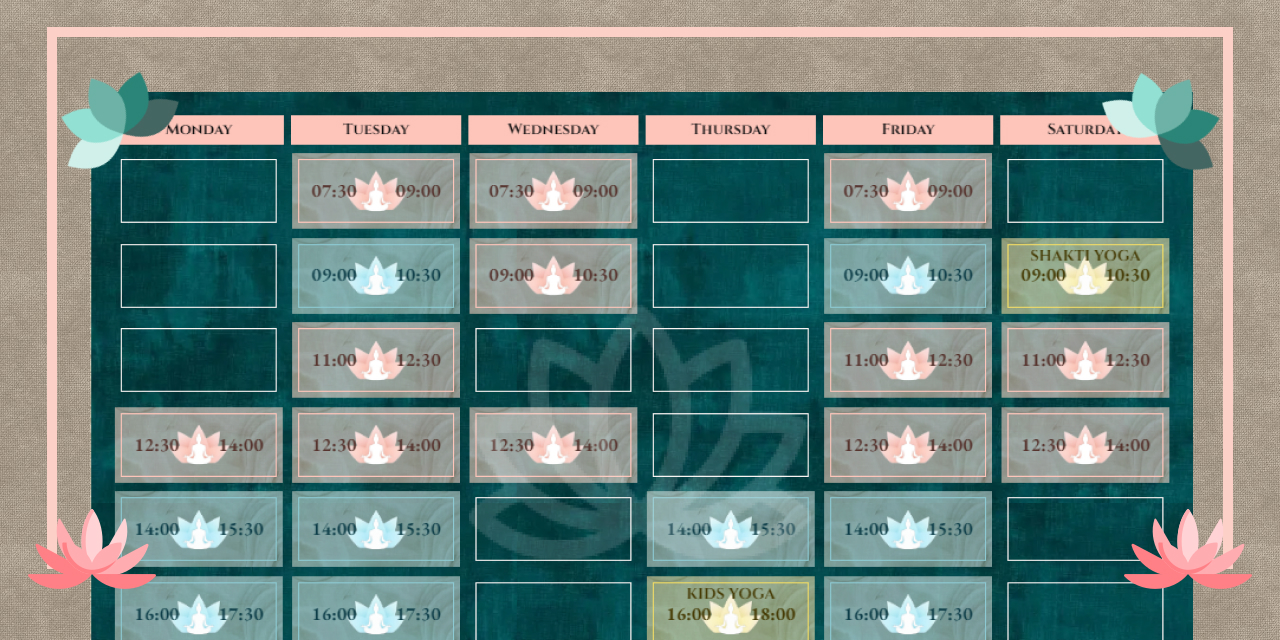 MONDAY TUESDAY WEDNESDAY THURSDAY FRIDAY SATURDAY
07:30 09:00 07:30 09:00 07:30 09:00
SHAKTI YOGA
09:00 10:30 09:00 10:30 09:00 10:30 09:00 10:30
11:00 12:30 11:00 12:30 11:00 12:30
12:30 14:00 12:30 14:00 12:30 14:00 12:30 14:00 12:30 14:00
14:00 15:30 14:00 15:30 14:00 15:30 14:00 15:30
KIDS YOGA
16:00 17:30 16:00 17:30 16:00 18:00 16:00 17:30